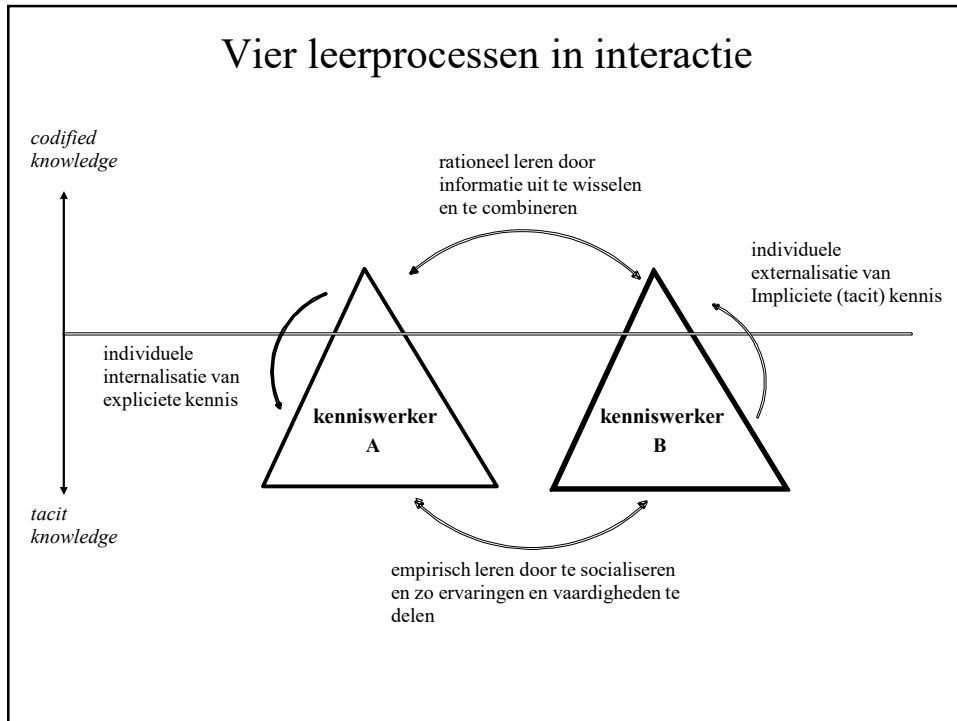 Vier leerprocessen in interactie
codified
knowledge
rationeel leren door
informatie uit te wisselen
en te combineren
individuele
externalisatie van
Impliciete (tacit) kennis
individuele
internalisatie van
expliciete kennis
kenniswerker
A
kenniswerker
B
tacit
knowledge
empirisch leren door te socialiseren
en zo ervaringen en vaardigheden te
delen